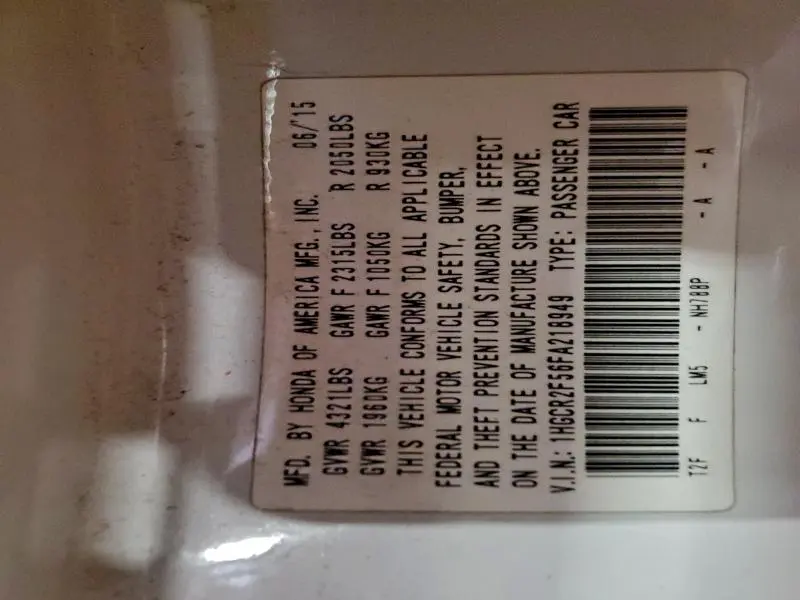 MFD. BY HONDA OF AMERICA MFG., INC. 06/15
GVWR 4321LBS GAWR F 2315LBS R 2050LBS
GVWR 1960KG GAWR F 1050KG R 930KG
THIS VEHICLE CONFORMS TO ALL APPLICABLE
FEDERAL MOTOR VEHICLE SAFETY, BUMPER,
AND THEFT PREVENTION STANDARDS IN EFFECT
ON THE DATE OF MANUFACTURE SHOWN ABOVE.
V.I.N.: 1HGCR2F56FA218949 TYPE: PASSENGER CAR
T2F F LM5 - NH788P - A - A